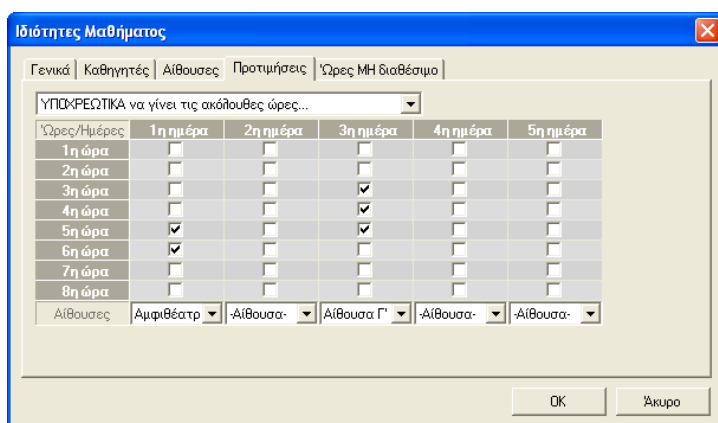 Ιδιότητες Μαθήματος
Γενικά Καθηγητές Αίθουσες Προτιμήσεις Ώρες ΜΗ διαθέσιμο
ΥΠΟΧΡΕΩΤΙΚΑ να γίνει τις ακόλουθες ώρες...
Ώρες/Ημέρες 1η ημέρα 2η ημέρα 3η ημέρα 4η ημέρα 5η ημέρα
1η ώρα
2η ώρα
3η ώρα
4η ώρα
5η ώρα
6η ώρα
7η ώρα
8η ώρα
Αίθουσες Αμφιθέατρ -Αίθουσα- Αίθουσα Γ' -Αίθουσα- -Αίθουσα-
OK Άκυρο